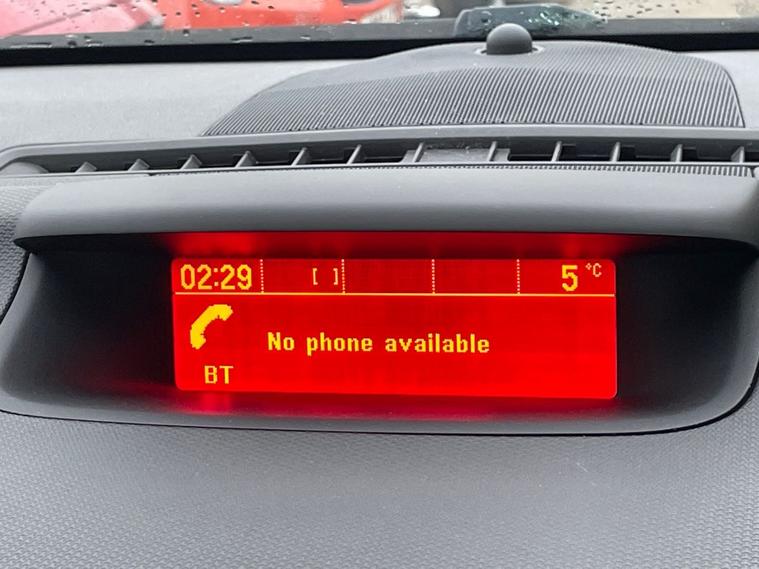 02:29 [ ] 5 °C
No phone available
BT